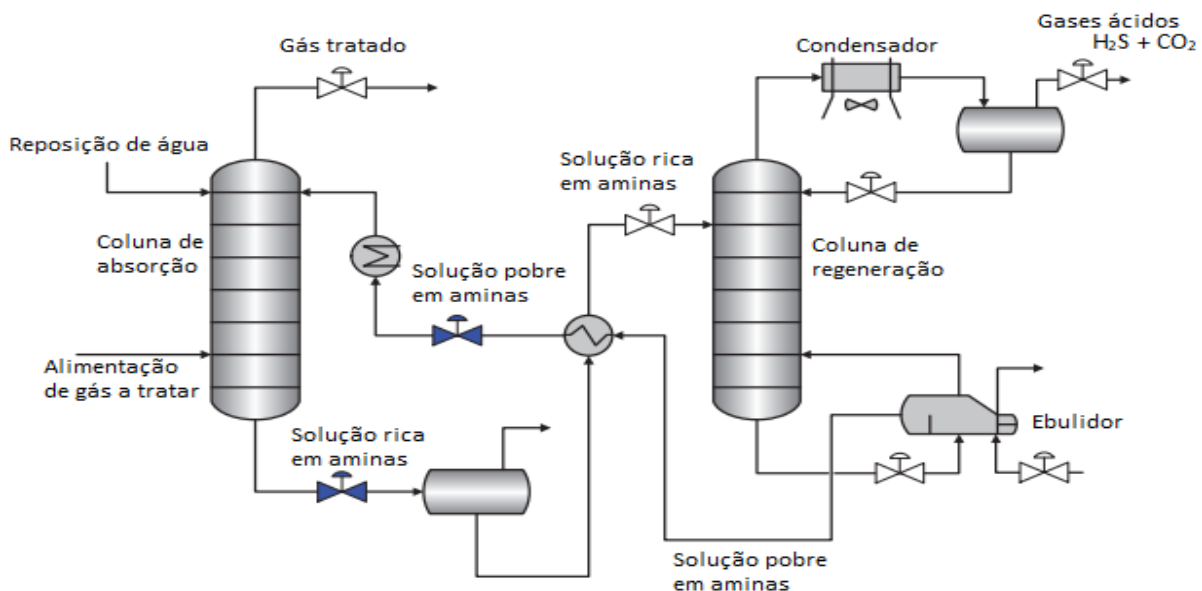 Gás tratado
Condensador
Gases ácidos
H₂S + CO₂
Reposição de água
Solução rica
em aminas
Coluna de
absorção
Coluna de
regeneração
Solução pobre
em aminas
Alimentação
de gás a tratar
Solução rica
em aminas
Ebulidor
Solução pobre
em aminas